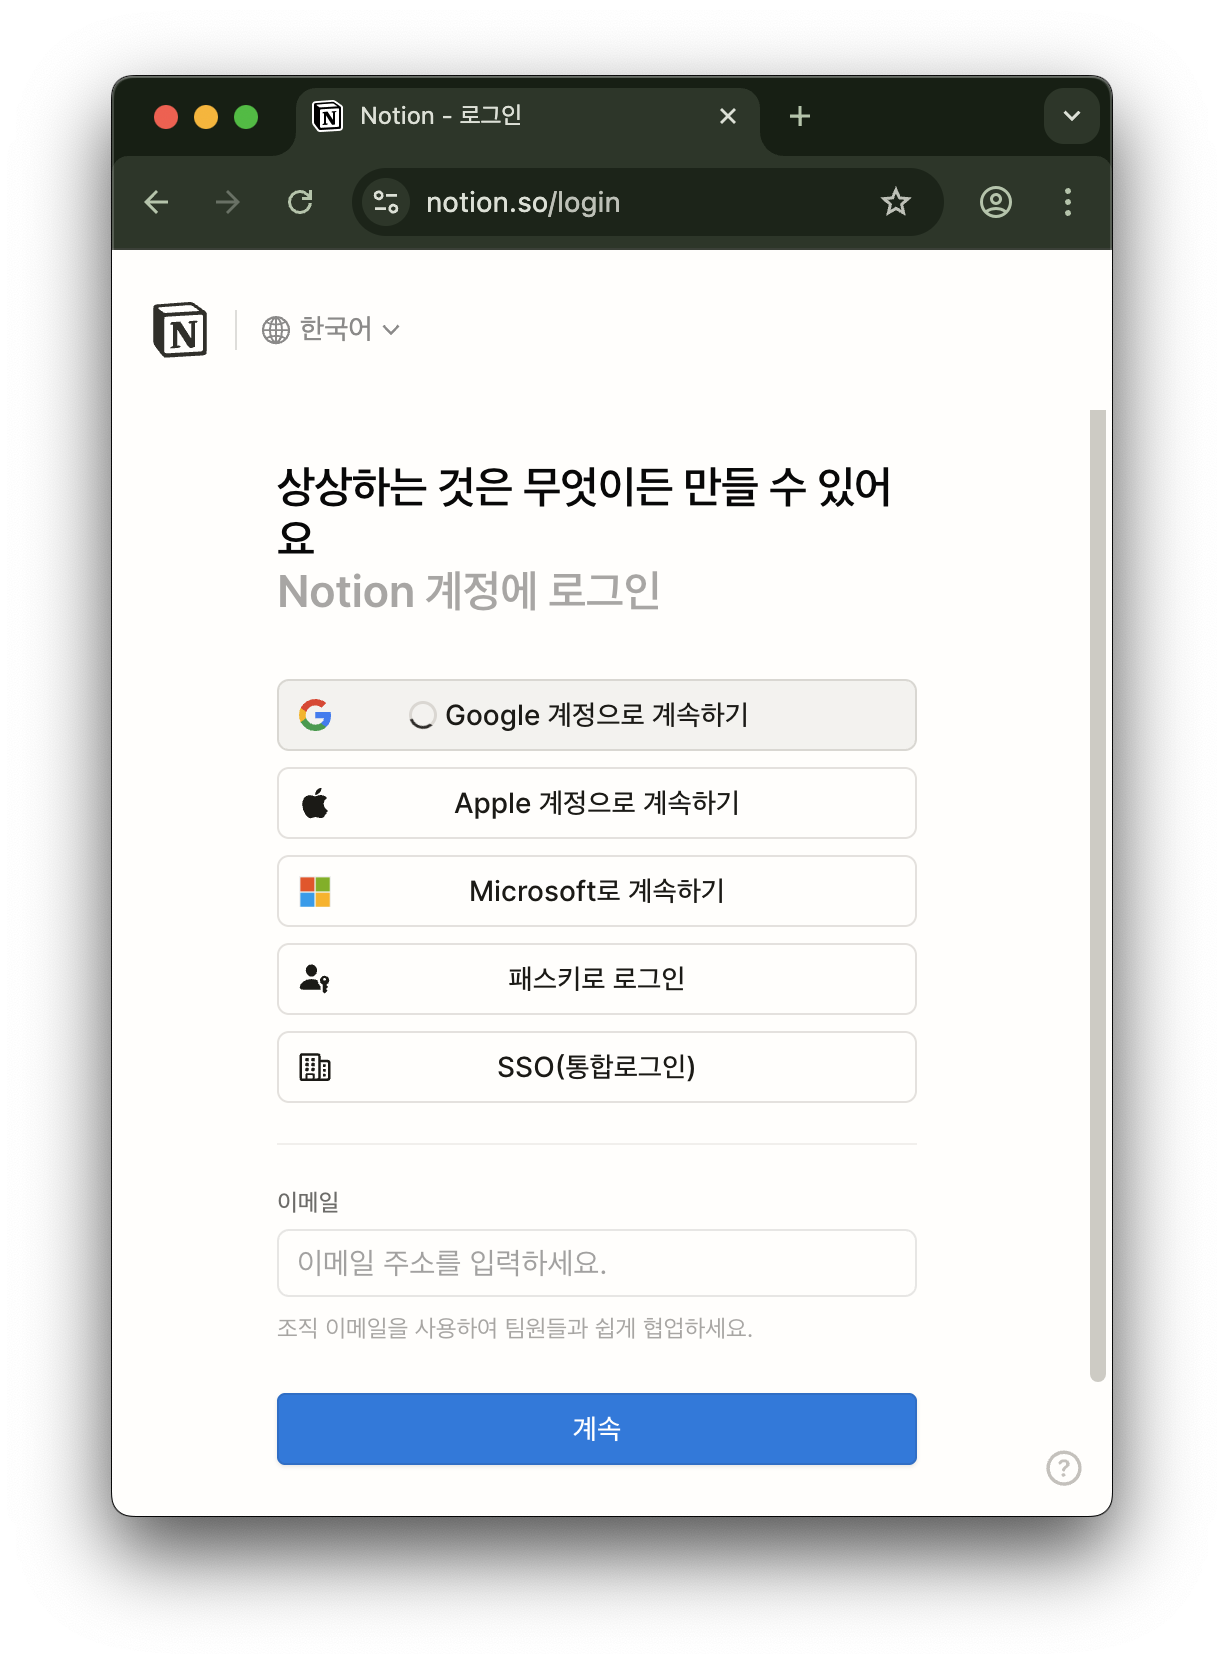 Notion - 로그인
notion.so/login
N
한국어
상상하는 것은 무엇이든 만들 수 있어
요
Notion 계정에 로그인
Google 계정으로 계속하기
Apple 계정으로 계속하기
Microsoft로 계속하기
패스키로 로그인
SSO(통합로그인)
이메일
이메일 주소를 입력하세요.
조직 이메일을 사용하여 팀원들과 쉽게 협업하세요.
계속
?